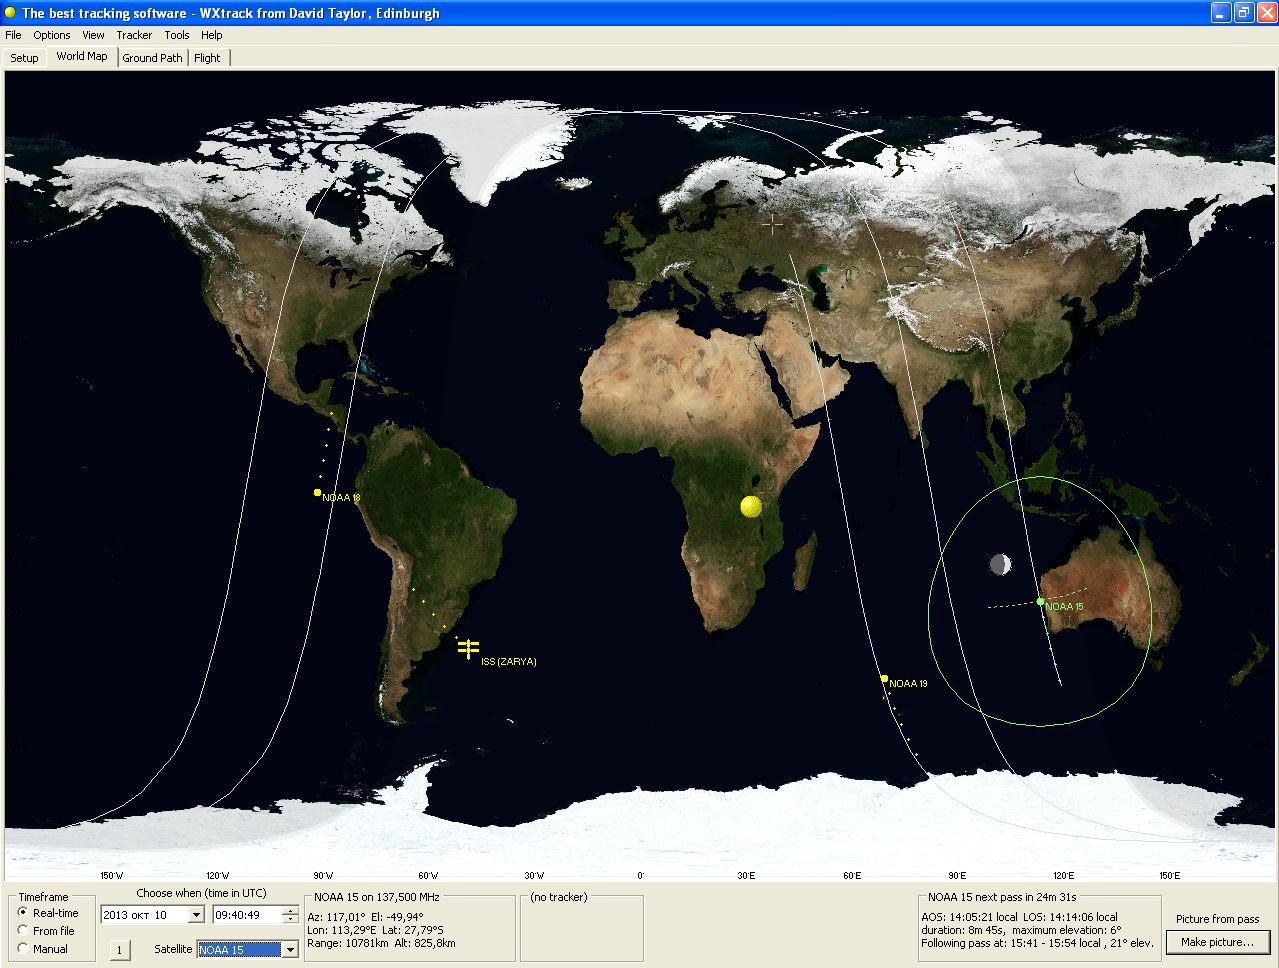 The best tracking software - WXtrack from David Taylor, Edinburgh
File Options View Tracker Tools Help
Setup World Map Ground Path Flight
NOAA 18
NOAA 15
ISS (ZARYA)
NOAA 19
150°W 120°W 90°W 60°W 30°W 0° 30°E 60°E 90°E 120°E 150°E
Timeframe
Real-time
From file
Manual
Choose when (time in UTC)
2013 окт 10 09:40:49
1 Satellite NOAA 15
NOAA 15 on 137,500 MHz
Az: 117,01° El: -49,94°
Lon: 113,29°E Lat: 27,79°S
Range: 10781km Alt: 825,8km
(no tracker)
NOAA 15 next pass in 24m 31s
AOS: 14:05:21 local LOS: 14:14:06 local
duration: 8m 45s, maximum elevation: 6°
Following pass at: 15:41 - 15:54 local , 21° elev.
Picture from pass
Make picture...